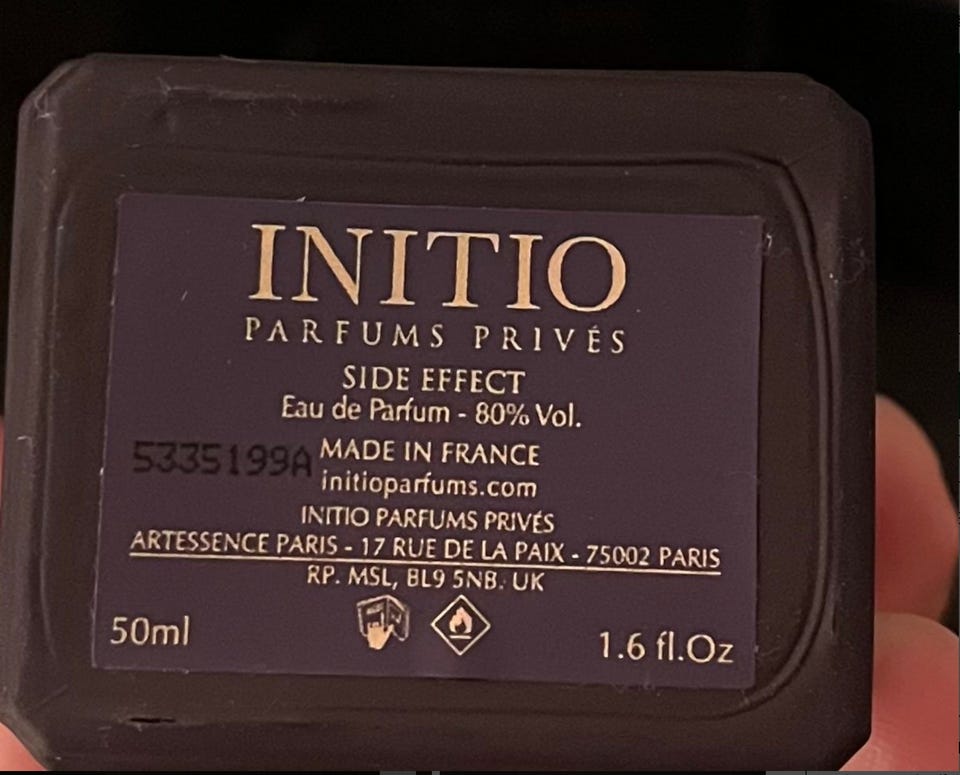 INITIO
PARFUMS PRIVÉS
SIDE EFFECT
Eau de Parfum - 80% Vol.
5335199A
MADE IN FRANCE
initioparfums.com
INITIO PARFUMS PRIVÉS
ARTESSENCE PARIS - 17 RUE DE LA PAIX - 75002 PARIS
RP. MSL, BL9 5NB. UK
50ml
1.6 fl.Oz